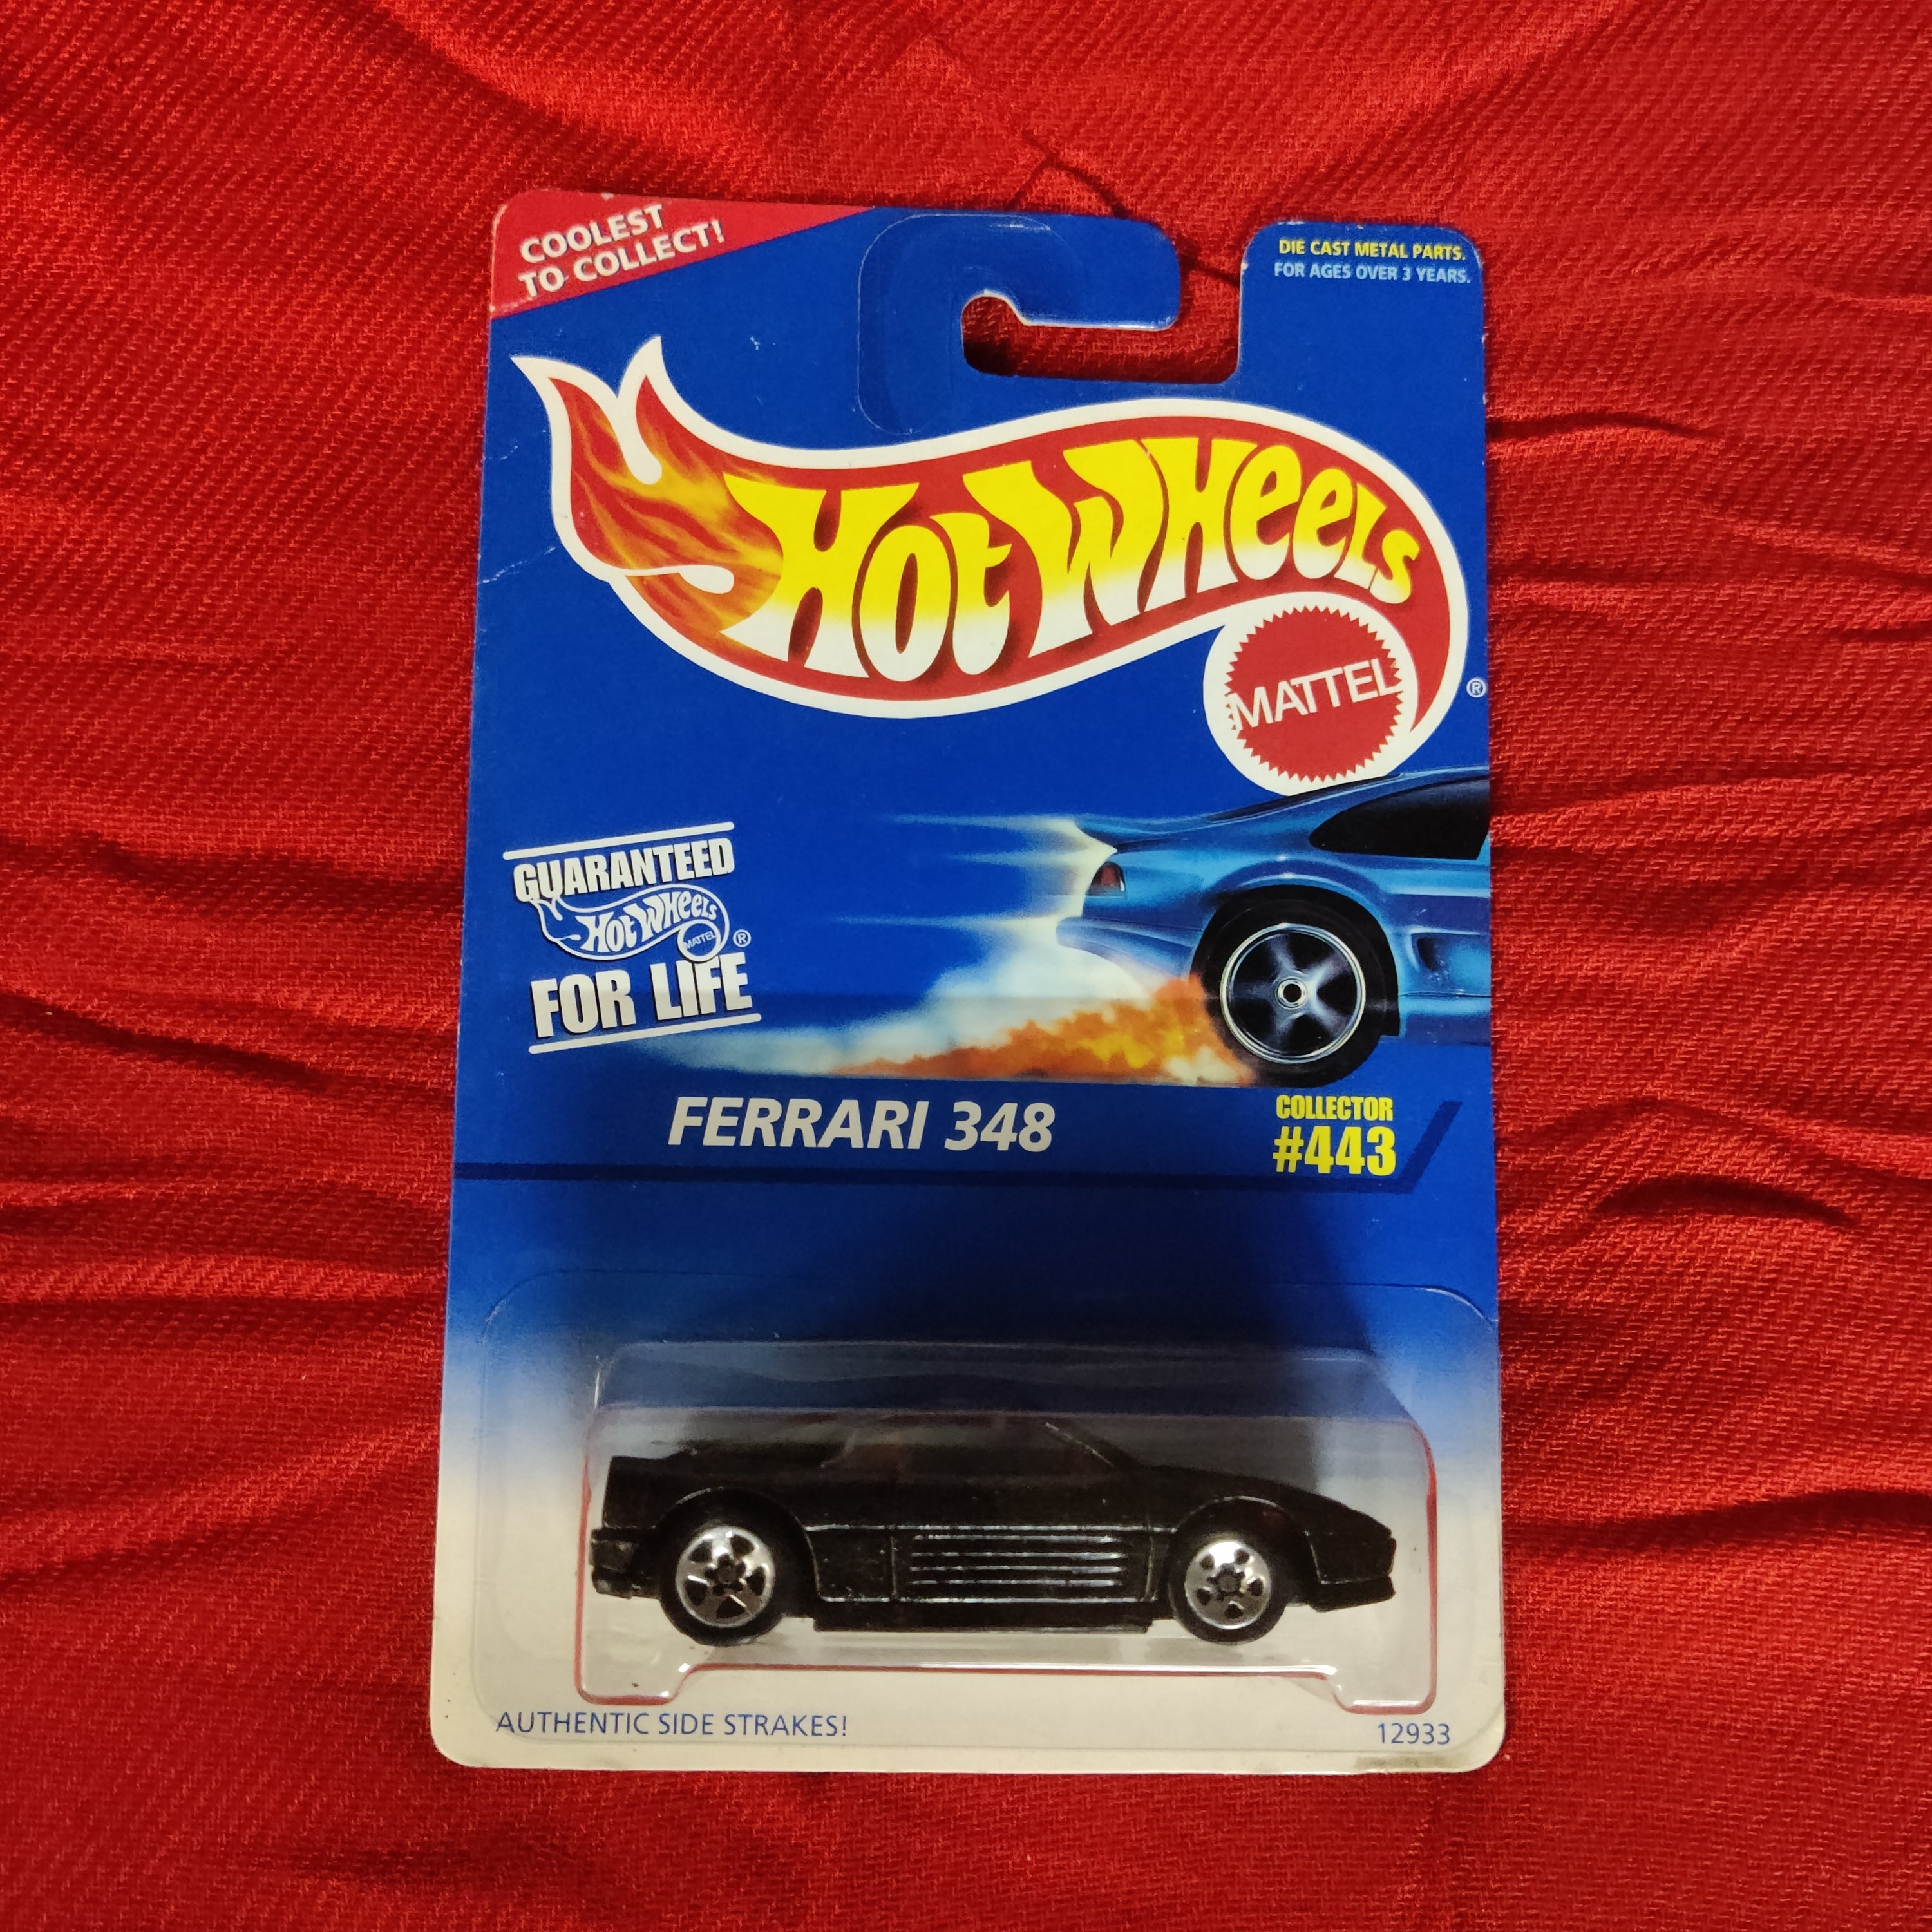 COOLEST
TO COLLECT!
DIE CAST METAL PARTS.
FOR AGES OVER 3 YEARS.
HOT WHEELS
MATTEL
®
GUARANTEED
HOT WHEELS
MATTEL
®
FOR LIFE
FERRARI 348
COLLECTOR
#443
AUTHENTIC SIDE STRAKES!
12933